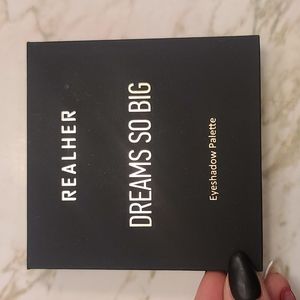 REALHER
DREAMS SO BIG
Eyeshadow Palette